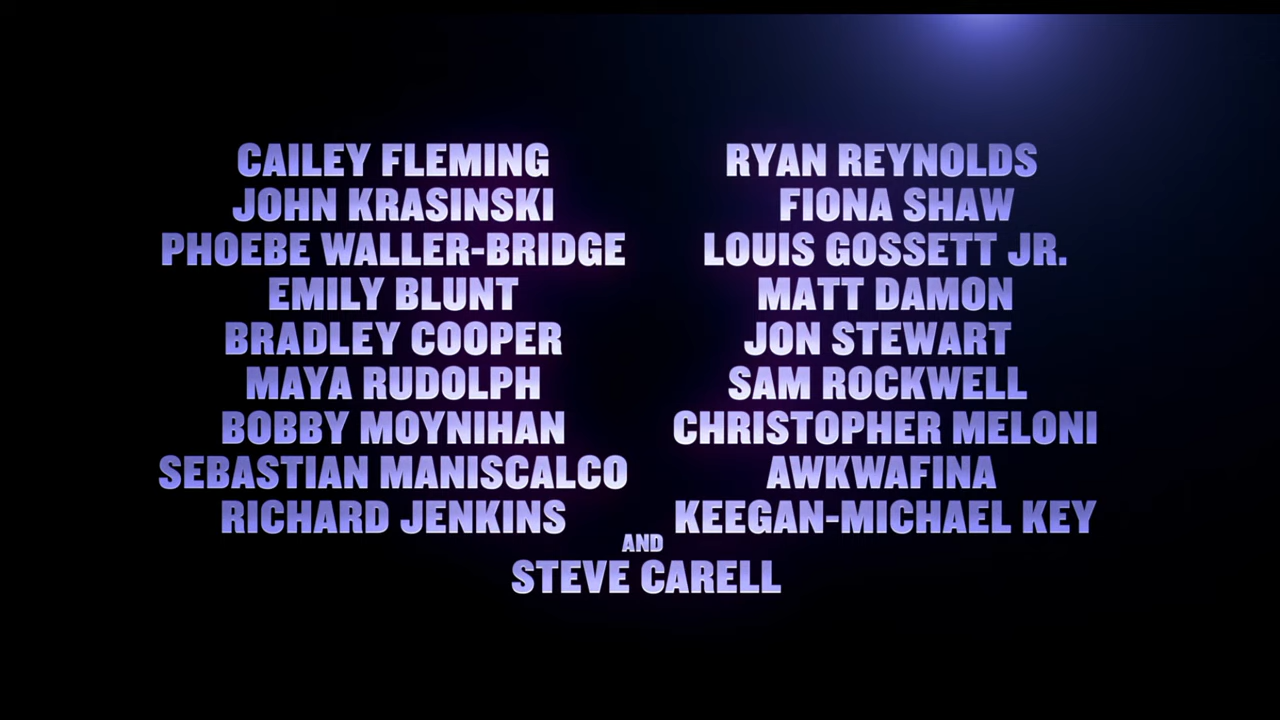 CAILEY FLEMING
RYAN REYNOLDS
JOHN KRASINSKI
FIONA SHAW
PHOEBE WALLER-BRIDGE
LOUIS GOSSETT JR.
EMILY BLUNT
MATT DAMON
BRADLEY COOPER
JON STEWART
MAYA RUDOLPH
SAM ROCKWELL
BOBBY MOYNIHAN
CHRISTOPHER MELONI
SEBASTIAN MANISCALCO
AWKWAFINA
RICHARD JENKINS
KEEGAN-MICHAEL KEY
AND
STEVE CARELL